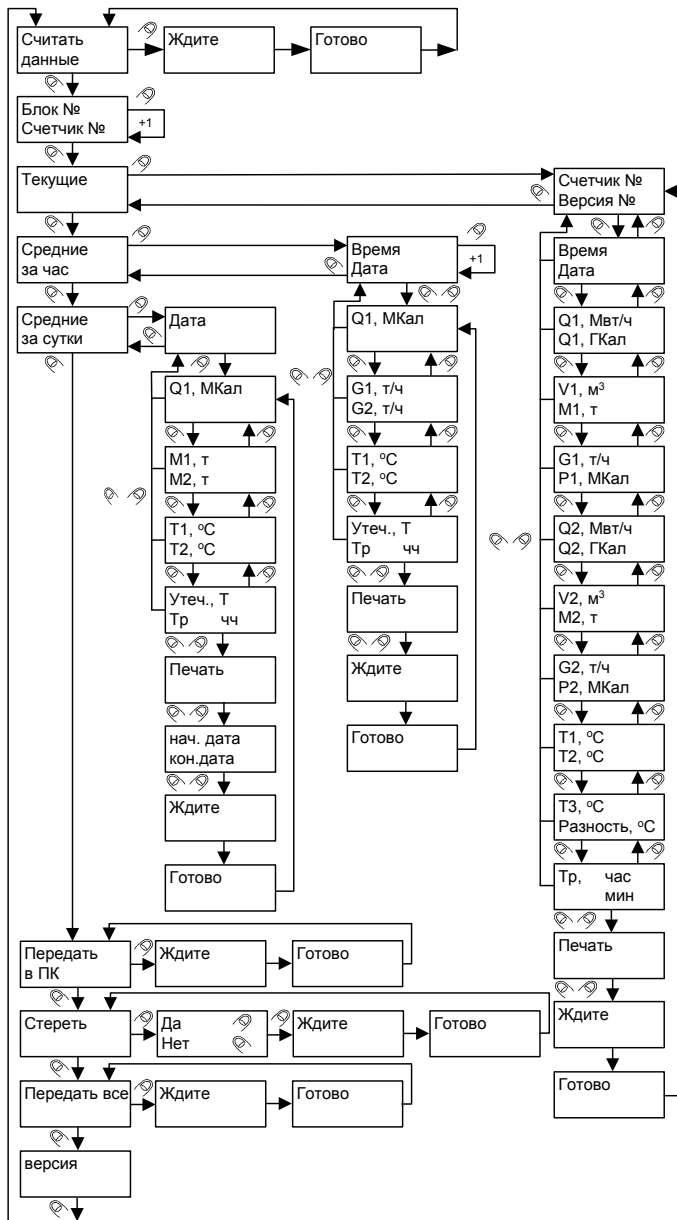 Считать
данные
Ждите
Готово
Блок №
Счетчик №
+1
Текущие
Счетчик №
Версия №
Средние
за час
Время
Дата
+1
Время
Дата
Средние
за сутки
Дата
Q1, МКал
Q1, Мвт/ч
Q1, ГКал
Q1, МКал
G1, т/ч
G2, т/ч
V1, м³
M1, т
M1, т
M2, т
T1, ºC
T2, ºC
G1, т/ч
P1, МКал
T1, ºC
T2, ºC
Утеч., Т
Тр чч
Q2, Мвт/ч
Q2, ГКал
Утеч., Т
Тр чч
Печать
V2, м³
M2, т
Печать
Ждите
G2, т/ч
P2, МКал
нач. дата
кон.дата
Готово
T1, ºC
T2, ºC
Ждите
T3, ºC
Разность, ºC
Готово
Тр, час
мин
Передать
в ПК
Ждите
Готово
Печать
Стереть
Да
Нет
Ждите
Готово
Ждите
Передать все
Ждите
Готово
Готово
версия